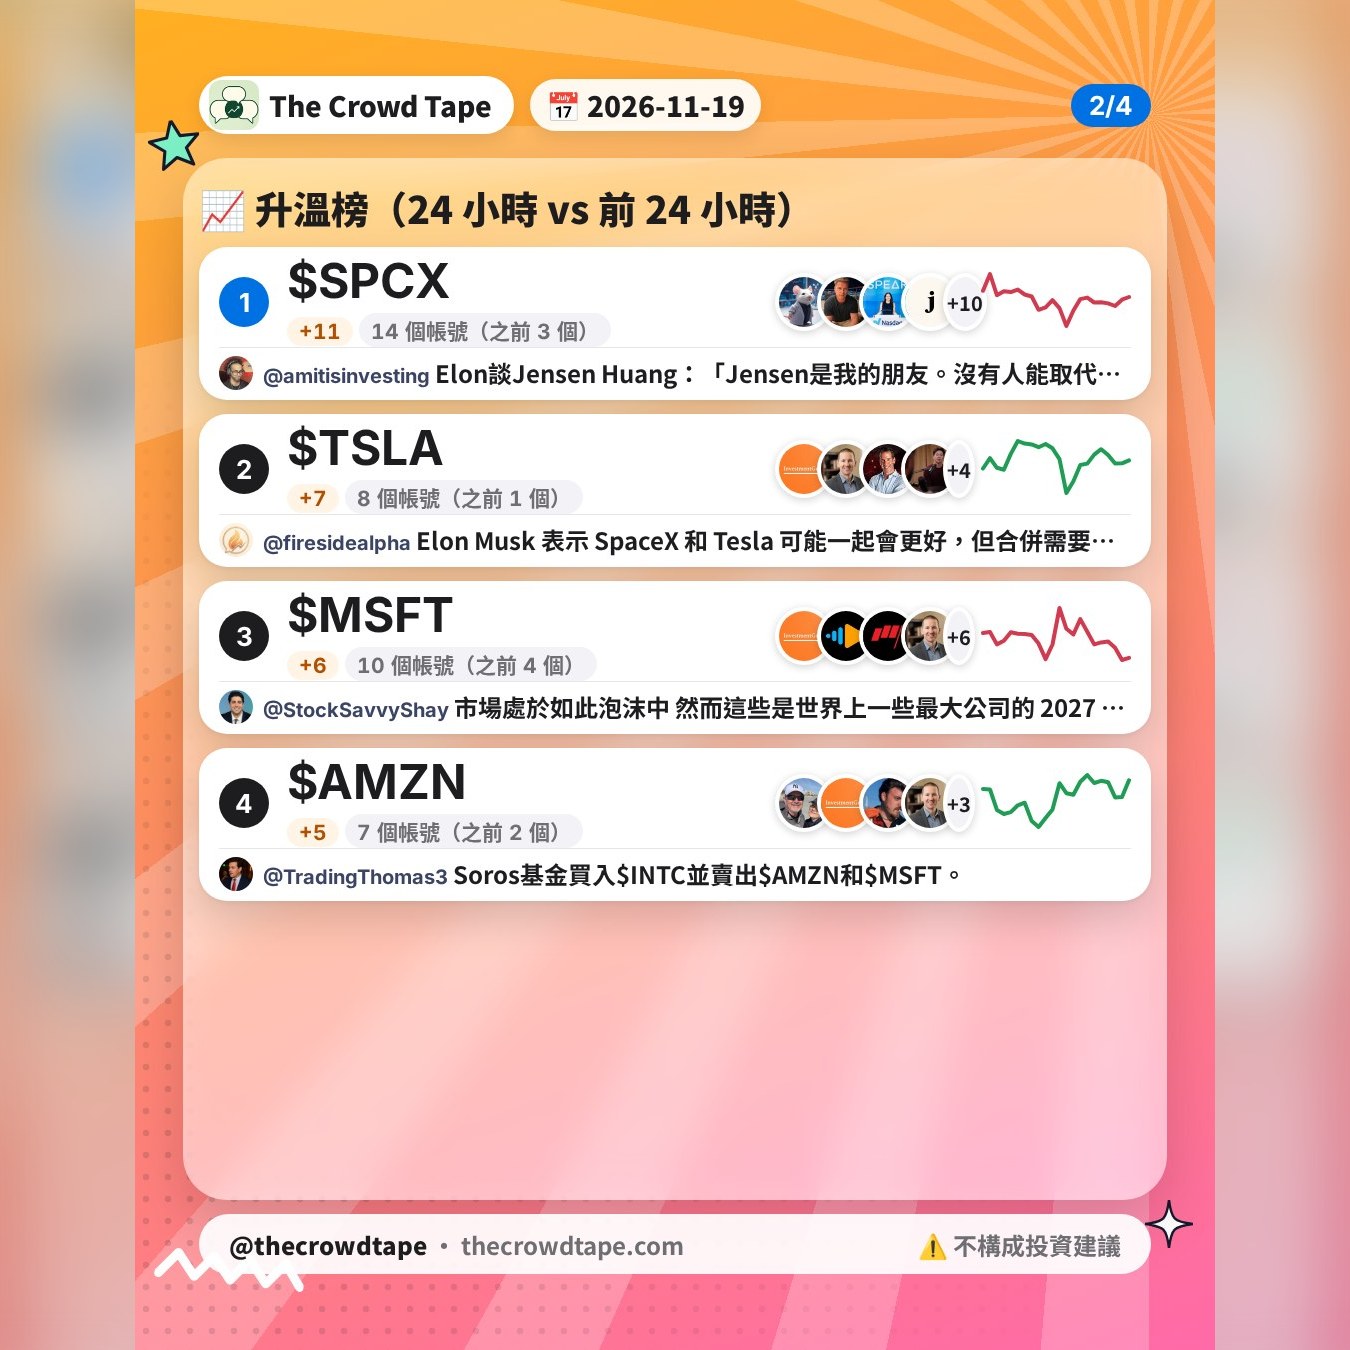 The Crowd Tape
July 17 2026-11-19
2/4
升溫榜（24 小時 vs 前 24 小時）
1 $SPCX
+11 14 個帳號（之前 3 個）
SPEAK
Nasdaq
j
+10
@amitisinvesting Elon談Jensen Huang：「Jensen是我的朋友。沒有人能取代…
2 $TSLA
+7 8 個帳號（之前 1 個）
+4
@firesidealpha Elon Musk 表示 SpaceX 和 Tesla 可能一起會更好，但合併需要…
3 $MSFT
+6 10 個帳號（之前 4 個）
+6
@StockSavvyShay 市場處於如此泡沫中 然而這些是世界上一些最大公司的 2027 …
4 $AMZN
+5 7 個帳號（之前 2 個）
+3
@TradingThomas3 Soros基金買入$INTC並賣出$AMZN和$MSFT。
@thecrowdtape • thecrowdtape.com
不構成投資建議